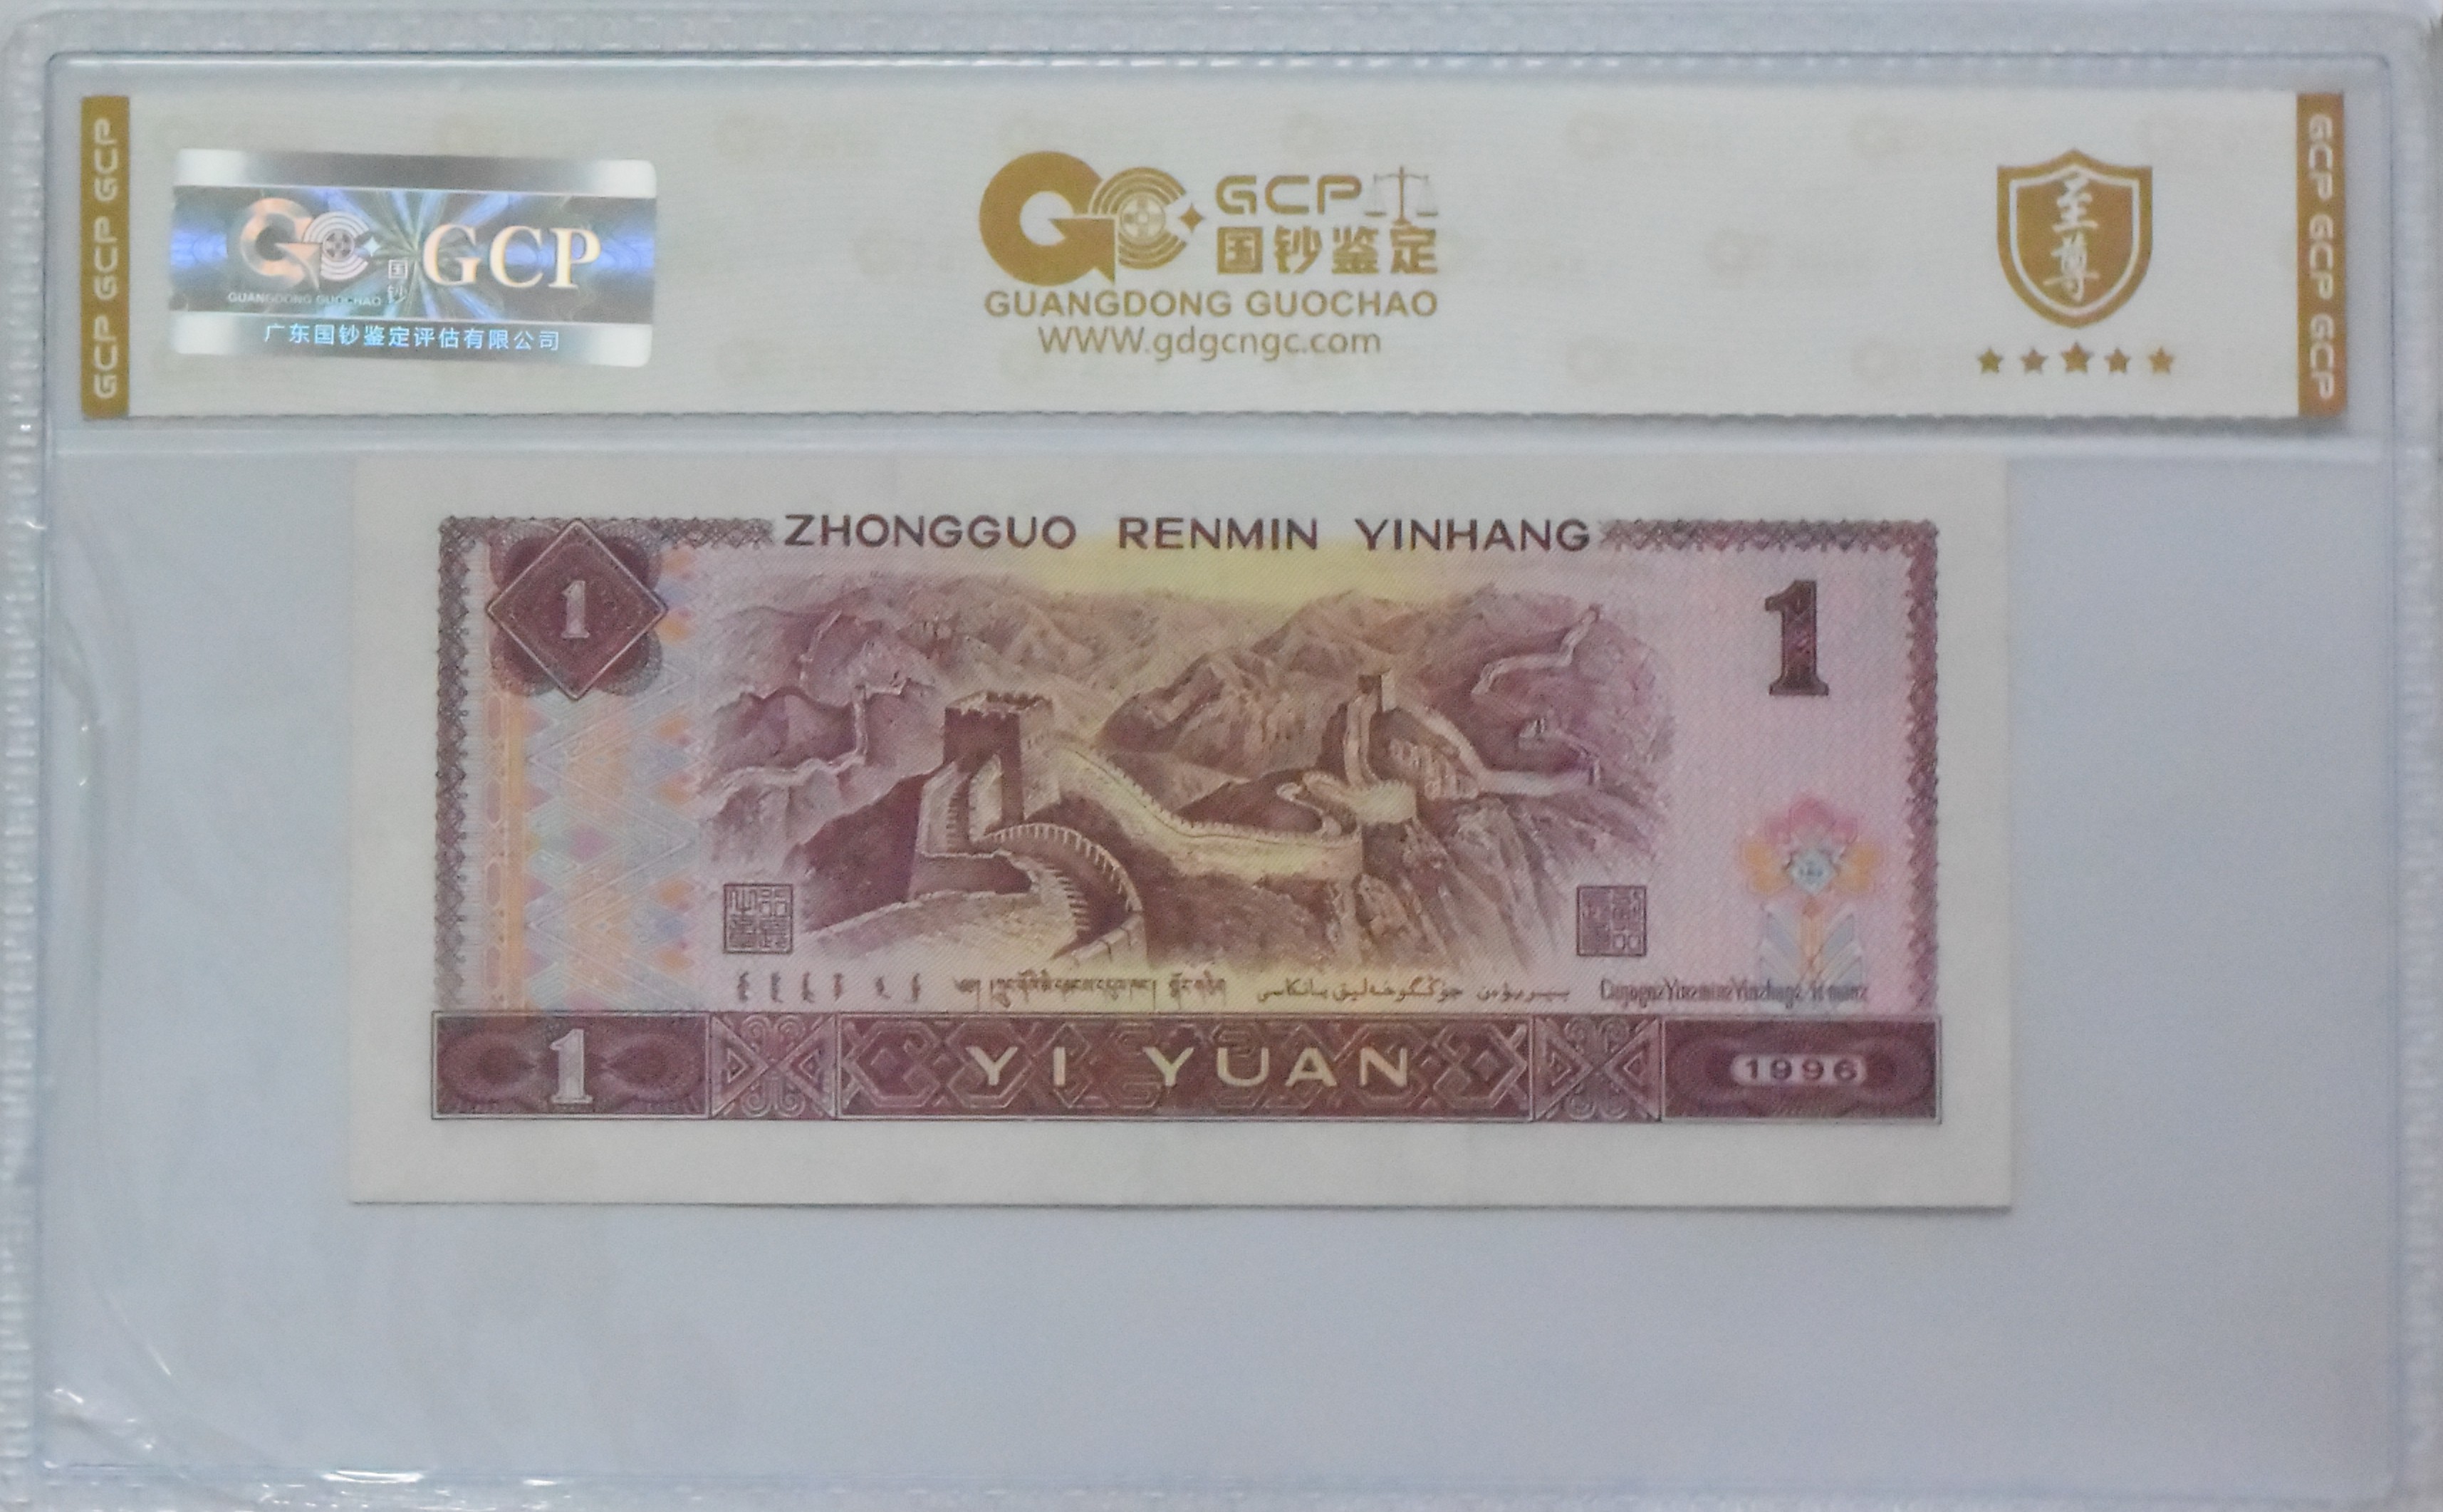 GCP GCP GCP
国钞
GCP
GUANGDONG GUOCHAO
广东国钞鉴定评估有限公司
GCP
国钞鉴定
GUANGDONG GUOCHAO
WWW.gdgcngc.com
至尊
GCP GCP GCP
ZHONGGUO RENMIN YINHANG
1
1
1
YI YUAN
1996